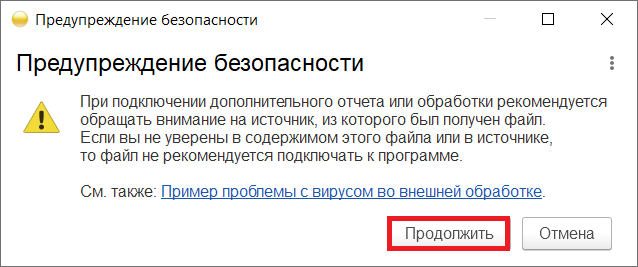 Предупреждение безопасности
Предупреждение безопасности
При подключении дополнительного отчета или обработки рекомендуется
обращать внимание на источник, из которого был получен файл.
Если вы не уверены в содержимом этого файла или в источнике,
то файл не рекомендуется подключать к программе.
См. также: Пример проблемы с вирусом во внешней обработке.
Продолжить
Отмена